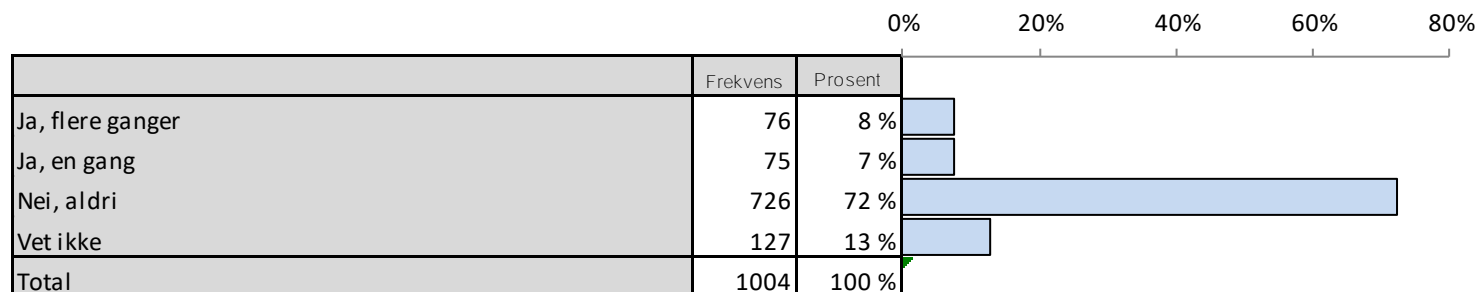 0% 20% 40% 60% 80%
Frekvens Prosent
Ja, flere ganger 76 8 %
Ja, en gang 75 7 %
Nei, aldri 726 72 %
Vet ikke 127 13 %
Total 1004 100 %